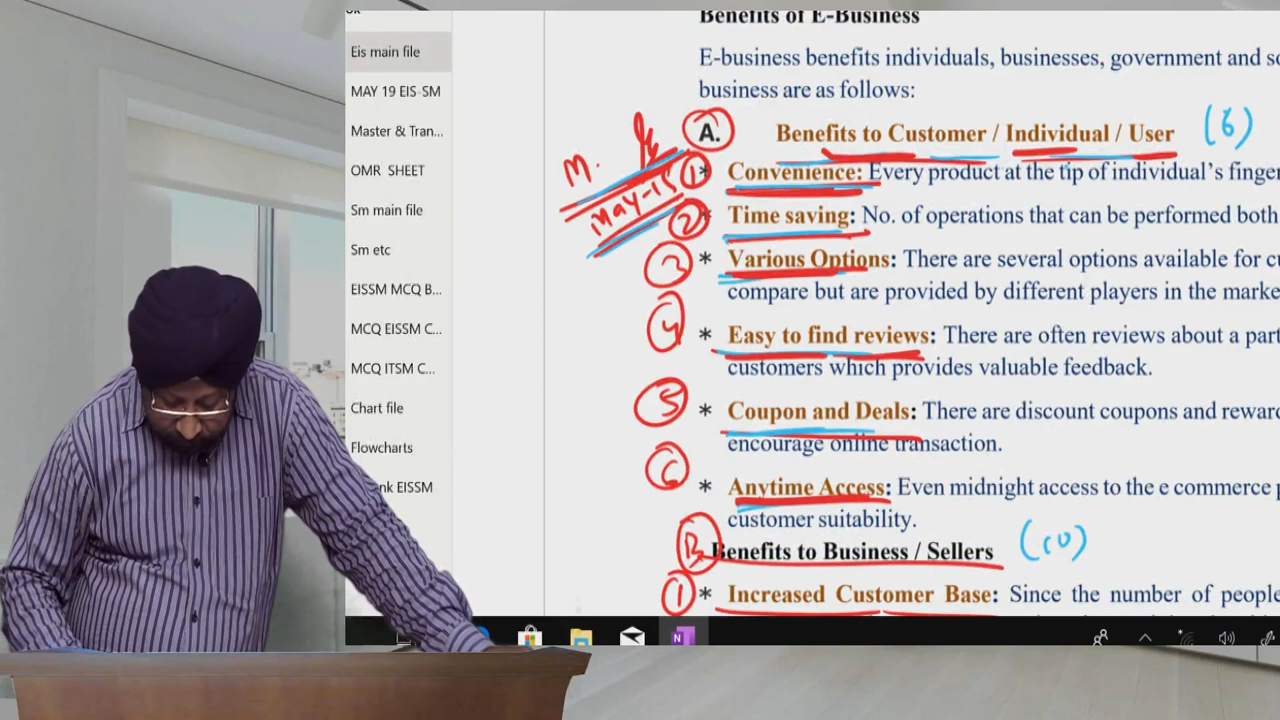 Eis main file
MAY 19 EIS-SM
Master & Tran...
OMR SHEET
Sm main file
Sm etc
EISSM MCQ B...
MCQ EISSM C...
MCQ ITSM C...
Chart file
Flowcharts
nk EISSM
Benefits of E-Business
E-business benefits individuals, businesses, government and so
business are as follows:
A. Benefits to Customer / Individual / User (6)
M.
May-15
1 * Convenience: Every product at the tip of individual's finger
2 * Time saving: No. of operations that can be performed both
3 * Various Options: There are several options available for cu
compare but are provided by different players in the marke
4 * Easy to find reviews: There are often reviews about a part
customers which provides valuable feedback.
5 * Coupon and Deals: There are discount coupons and reward
encourage online transaction.
6 * Anytime Access: Even midnight access to the e commerce p
customer suitability.
B Benefits to Business / Sellers (10)
1 * Increased Customer Base: Since the number of people